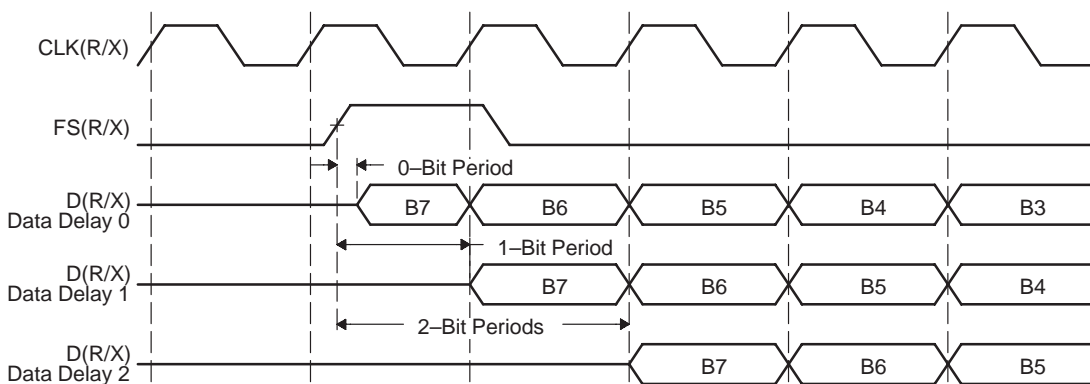 CLK(R/X)
FS(R/X)
0–Bit Period
D(R/X)
Data Delay 0
B7 B6 B5 B4 B3
1–Bit Period
D(R/X)
Data Delay 1
B7 B6 B5 B4
2–Bit Periods
D(R/X)
Data Delay 2
B7 B6 B5